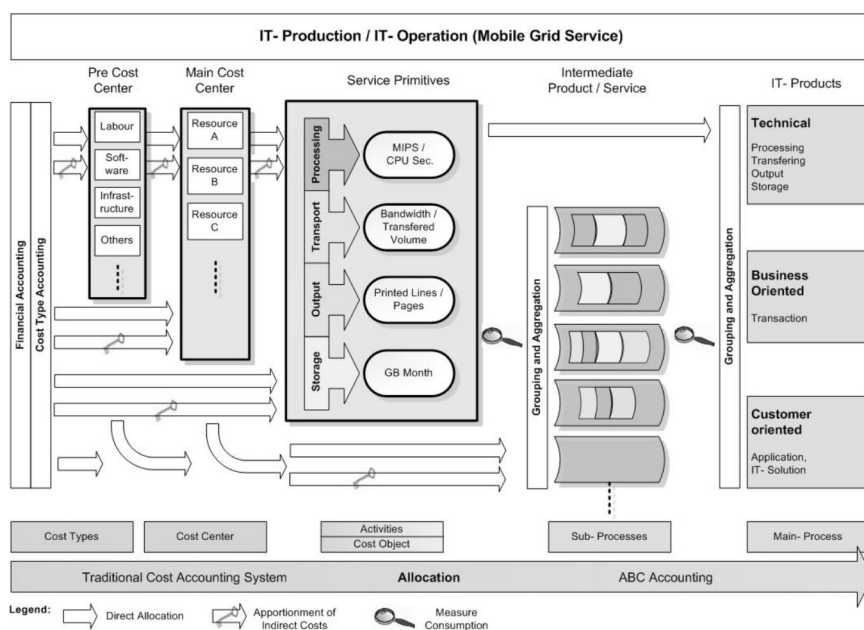 IT- Production / IT- Operation (Mobile Grid Service)
Pre Cost
Center
Main Cost
Center
Service Primitives
Intermediate
Product / Service
IT- Products
Financial Accounting
Cost Type Accounting
Labour
Soft-
ware
Infrast-
ructure
Others
Resource
A
Resource
B
Resource
C
Processing
MIPS /
CPU Sec.
Transport
Bandwidth /
Transfered
Volume
Output
Printed Lines /
Pages
Storage
GB Month
Grouping and Aggregation
Grouping and Aggregation
Technical
Processing
Transfering
Output
Storage
Business
Oriented
Transaction
Customer
oriented
Application,
IT- Solution
Cost Types
Cost Center
Activities
Cost Object
Sub- Processes
Main- Process
Traditional Cost Accounting System
Allocation
ABC Accounting
Legend:
Direct Allocation
Apportionment of
Indirect Costs
Measure
Consumption